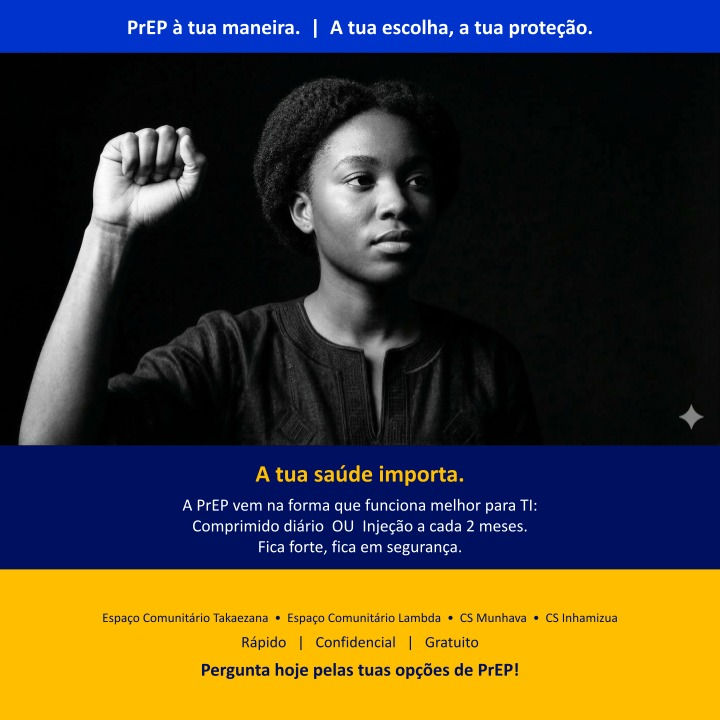 PrEP à tua maneira. | A tua escolha, a tua proteção.
A tua saúde importa.
A PrEP vem na forma que funciona melhor para TI:
Comprimido diário OU Injeção a cada 2 meses.
Fica forte, fica em segurança.
Espaço Comunitário Takaezana • Espaço Comunitário Lambda • CS Munhava • CS Inhamizua
Rápido | Confidencial | Gratuito
Pergunta hoje pelas tuas opções de PrEP!